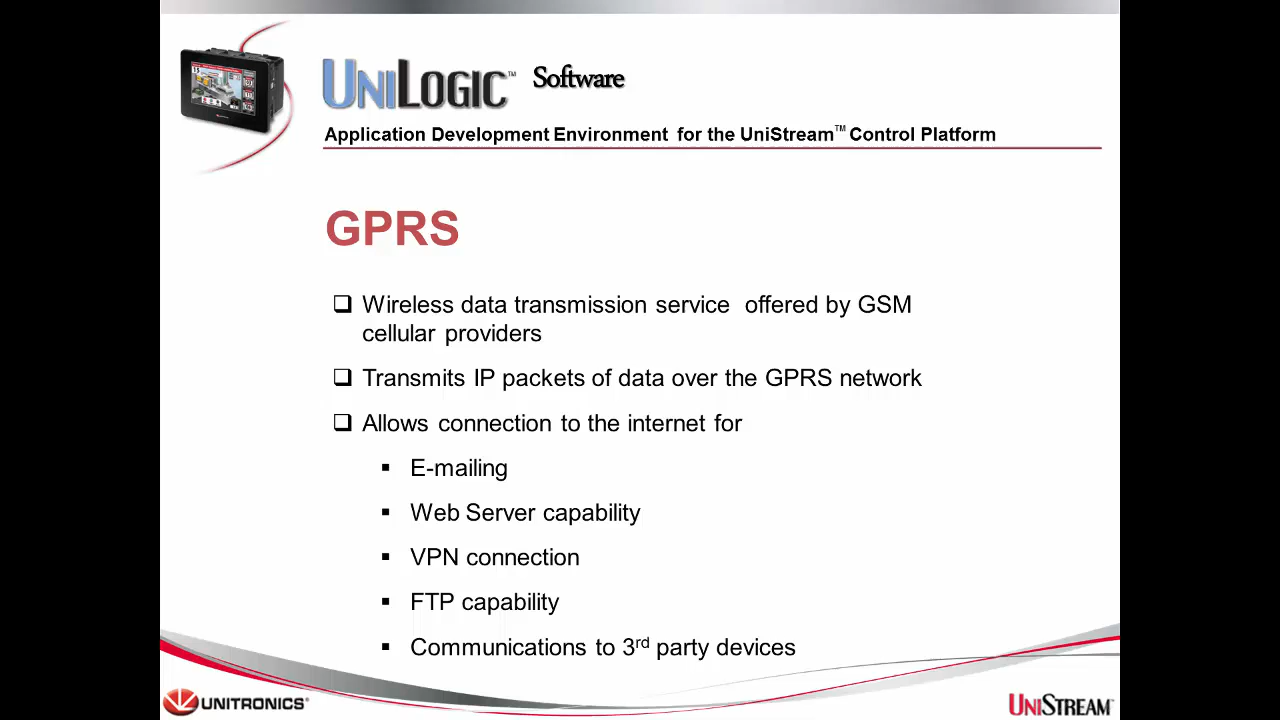 UNILOGIC™ Software
Application Development Environment for the UniStream™ Control Platform
GPRS
Wireless data transmission service offered by GSM
cellular providers
Transmits IP packets of data over the GPRS network
Allows connection to the internet for
E-mailing
Web Server capability
VPN connection
FTP capability
Communications to 3rd party devices
UNITRONICS®
UNISTREAM™